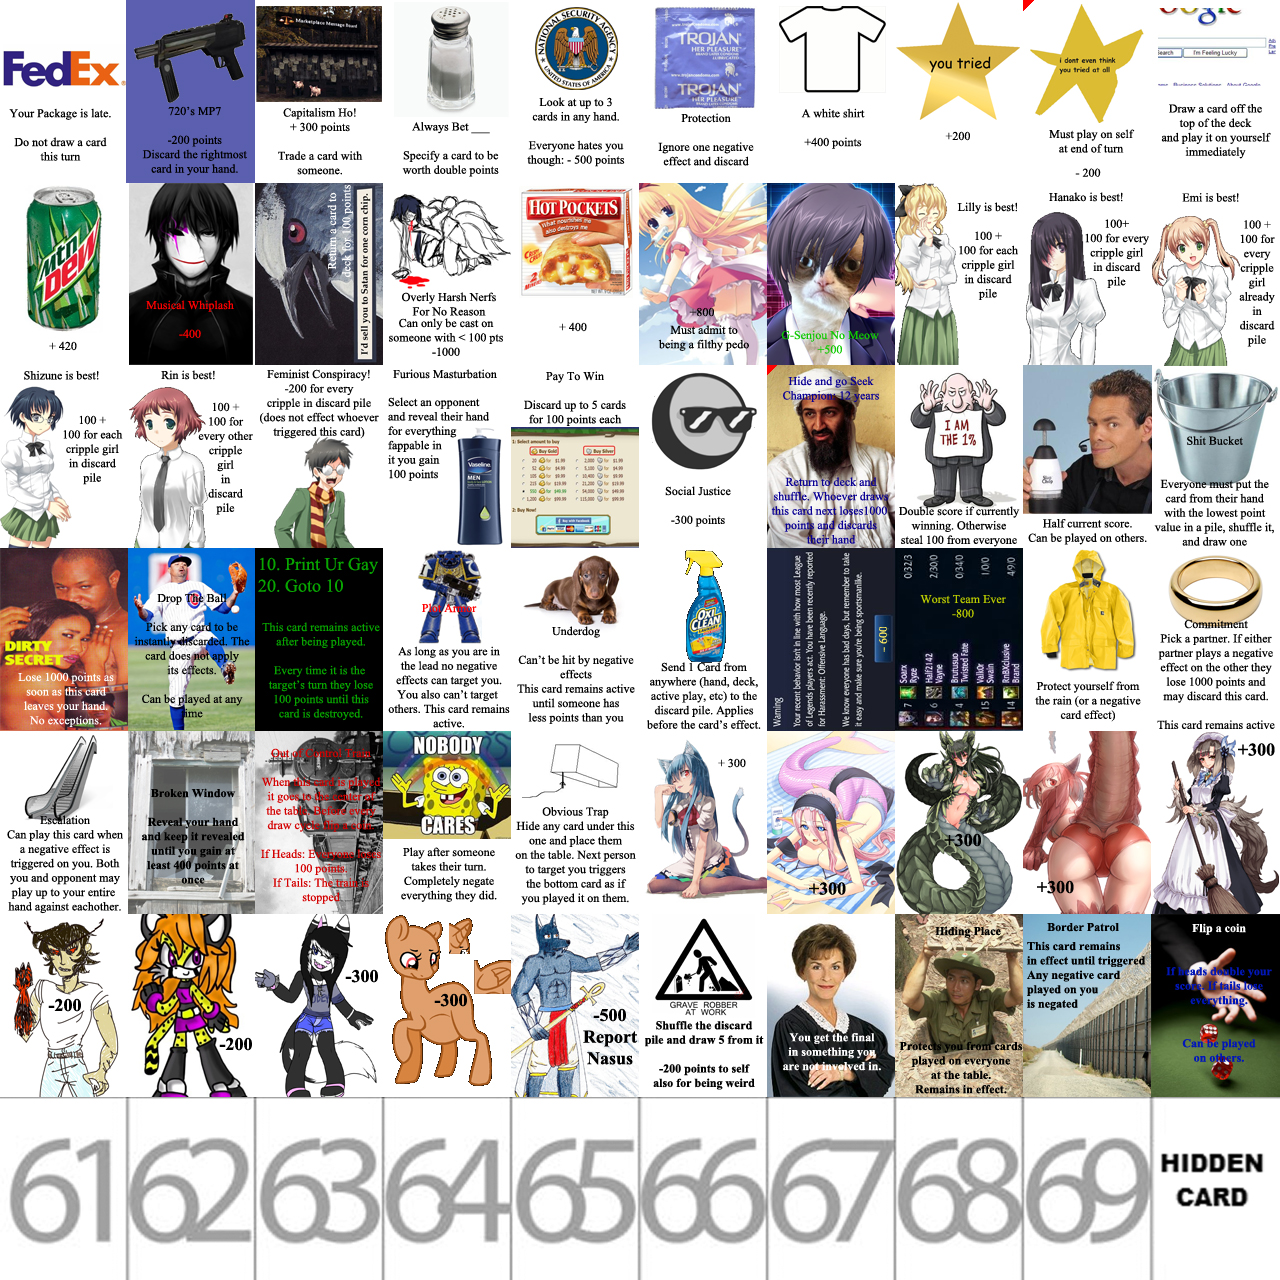 FedEx
Your Package is late.
Do not draw a card
this turn
720's MP7
-200 points
Discard the rightmost
card in your hand.
Marketplace Message Board
Capitalism Ho!
+ 300 points
Trade a card with
someone.
Always Bet ___
Specify a card to be
worth double points
NATIONAL SECURITY AGENCY
UNITED STATES OF AMERICA
Look at up to 3
cards in any hand.
Everyone hates you
though: - 500 points
TROJAN
HER PLEASURE
TROJAN
HER PLEASURE
Protection
Ignore one negative
effect and discard
A white shirt
+400 points
you tried
+200
i dont even think
you tried at all
Must play on self
at end of turn
- 200
Google
Search
I'm Feeling Lucky
Draw a card off the
top of the deck
and play it on yourself
immediately
Mtn
Dew
+ 420
Musical Whiplash
-400
Return a card to
deck for 100 points
I'd sell you to Satan for one corn chip.
Overly Harsh Nerfs
For No Reason
Can only be cast on
someone with < 100 pts
-1000
HOT POCKETS
What nourishes me
also destroys me
+ 400
+800
Must admit to
being a filthy pedo
G-Senjou No Meow
+500
Lilly is best!
100 +
100 for each
cripple girl
in discard
pile
Hanako is best!
100+
100 for every
cripple girl
in discard
pile
Emi is best!
100 +
100 for
every
cripple
girl
already
in
discard
pile
Shizune is best!
100 +
100 for each
cripple girl
in discard
pile
Rin is best!
100 +
100 for
every other
cripple
girl
in
discard
pile
Feminist Conspiracy!
-200 for every
cripple in discard pile
(does not effect whoever
triggered this card)
Furious Masturbation
Select an opponent
and reveal their hand
for everything
fappable in
it you gain
100 points
Vaseline
MEN
Pay To Win
Discard up to 5 cards
for 100 points each
1: Select amount to buy
Buy Gold
Buy Silver
2: Buy Now!
Social Justice
-300 points
Hide and go Seek
Champion: 12 years
Return to deck and
shuffle. Whoever draws
this card next loses1000
points and discards
their hand
I AM
THE 1%
Double score if currently
winning. Otherwise
steal 100 from everyone
Half current score.
Can be played on others.
Shit Bucket
Everyone must put the
card from their hand
with the lowest point
value in a pile, shuffle it,
and draw one
DIRTY
SECRET
Lose 1000 points as
soon as this card
leaves your hand.
No exceptions.
Drop The Ball
Pick any card to be
instantly discarded. The
card does not apply
its effects.
Can be played at any
time
10. Print Ur Gay
20. Goto 10
This card remains active
after being played.
Every time it is the
target's turn they lose
100 points until this
card is destroyed.
Plot Armor
As long as you are in
the lead no negative
effects can target you.
You also can't target
others. This card remains
active.
Underdog
Can't be hit by negative
effects
This card remains active
until someone has
less points than you
OXI
CLEAN
Send 1 Card from
anywhere (hand, deck,
active play, etc) to the
discard pile. Applies
before the card's effect.
Warning
Your recent behavior isn't in line with how most League
of Legends players act. You have been recently reported
for Harassment: Offensive Language.
We know everyone has bad days, but remember to take
it easy and make sure you're being sportsmanlike.
- 600
Worst Team Ever
-800
7
Ryze
0/32/3
6
Half2142
Vayne
2/30/0
4
Brutusuo
Twisted Fate
0/34/0
15
Swain
1/0/0
14
Brand
4/9/0
Protect yourself from
the rain (or a negative
card effect)
Commitment
Pick a partner. If either
partner plays a negative
effect on the other they
lose 1000 points and
may discard this card.
This card remains active
Escalation
Can play this card when
a negative effect is
triggered on you. Both
you and opponent may
play up to your entire
hand against eachother.
Broken Window
Reveal your hand
and keep it revealed
until you gain at
least 400 points at
once
Out of Control Train
When this card is played
it goes to the center of
the table. Before every
draw cycle flip a coin.
If Heads: Everyone loses
100 points.
If Tails: The train is
stopped.
NOBODY
CARES
Play after someone
takes their turn.
Completely negate
everything they did.
Obvious Trap
Hide any card under this
one and place them
on the table. Next person
to target you triggers
the bottom card as if
you played it on them.
+ 300
+300
+300
+300
+300
-200
-200
-300
-300
-500
Report
Nasus
GRAVE ROBBER
AT WORK
Shuffle the discard
pile and draw 5 from it
-200 points to self
also for being weird
You get the final
in something you
are not involved in.
Hiding Place
Protects you from cards
played on everyone
at the table.
Remains in effect.
Border Patrol
This card remains
in effect until triggered
Any negative card
played on you
is negated
Flip a coin
If heads double your
score. If tails lose
everything.
Can be played
on others.
61
62
63
64
65
66
67
68
69
HIDDEN
CARD